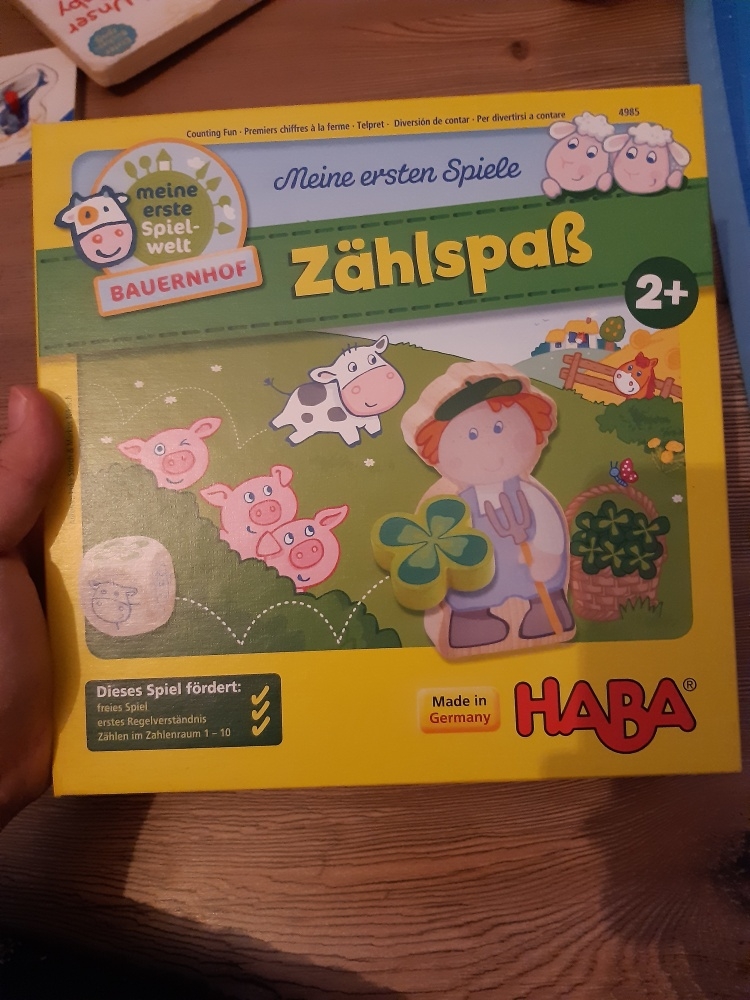 Unser
Counting Fun · Premiers chiffres à la ferme · Telpret · Diversión de contar · Per divertirsi a contare
4985
Meine ersten Spiele
meine
erste
Spiel-
welt
BAUERNHOF
Zählspaß
2+
Dieses Spiel fördert:
freies Spiel
erstes Regelverständnis
Zählen im Zahlenraum 1 – 10
Made in
Germany
HABA®